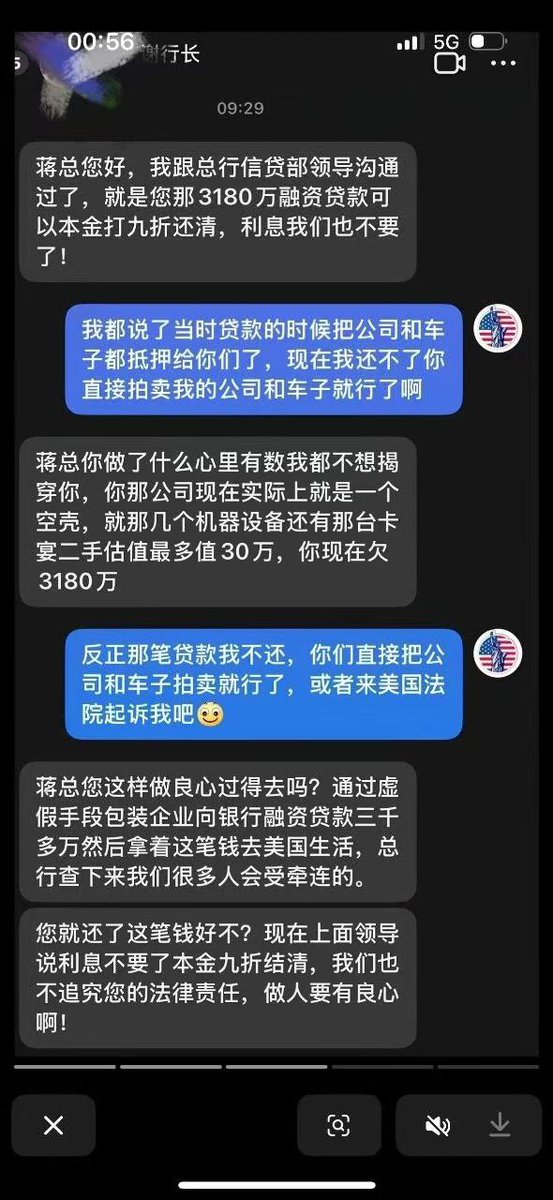 00:56
5G
5
谢行长
09:29
蒋总您好，我跟总行信贷部领导沟通
过了，就是您那3180万融资贷款可
以本金打九折还清，利息我们也不要
了！
我都说了当时贷款的时候把公司和车
子都抵押给你们了，现在我还不了你
直接拍卖我的公司和车子就行了啊
蒋总你做了什么心里有数我都不想揭
穿你，你那公司现在实际上就是一个
空壳，就那几个机器设备还有那台卡
宴二手估值最多值30万，你现在欠
3180万
反正那笔贷款我不还，你们直接把公
司和车子拍卖就行了，或者来美国法
院起诉我吧
蒋总您这样做良心过得去吗？通过虚
假手段包装企业向银行融资贷款三千
多万然后拿着这笔钱去美国生活，总
行查下来我们很多人会受牵连的。
您就还了这笔钱好不？现在上面领导
说利息不要了本金九折结清，我们也
不追究您的法律责任，做人要有良心
啊！